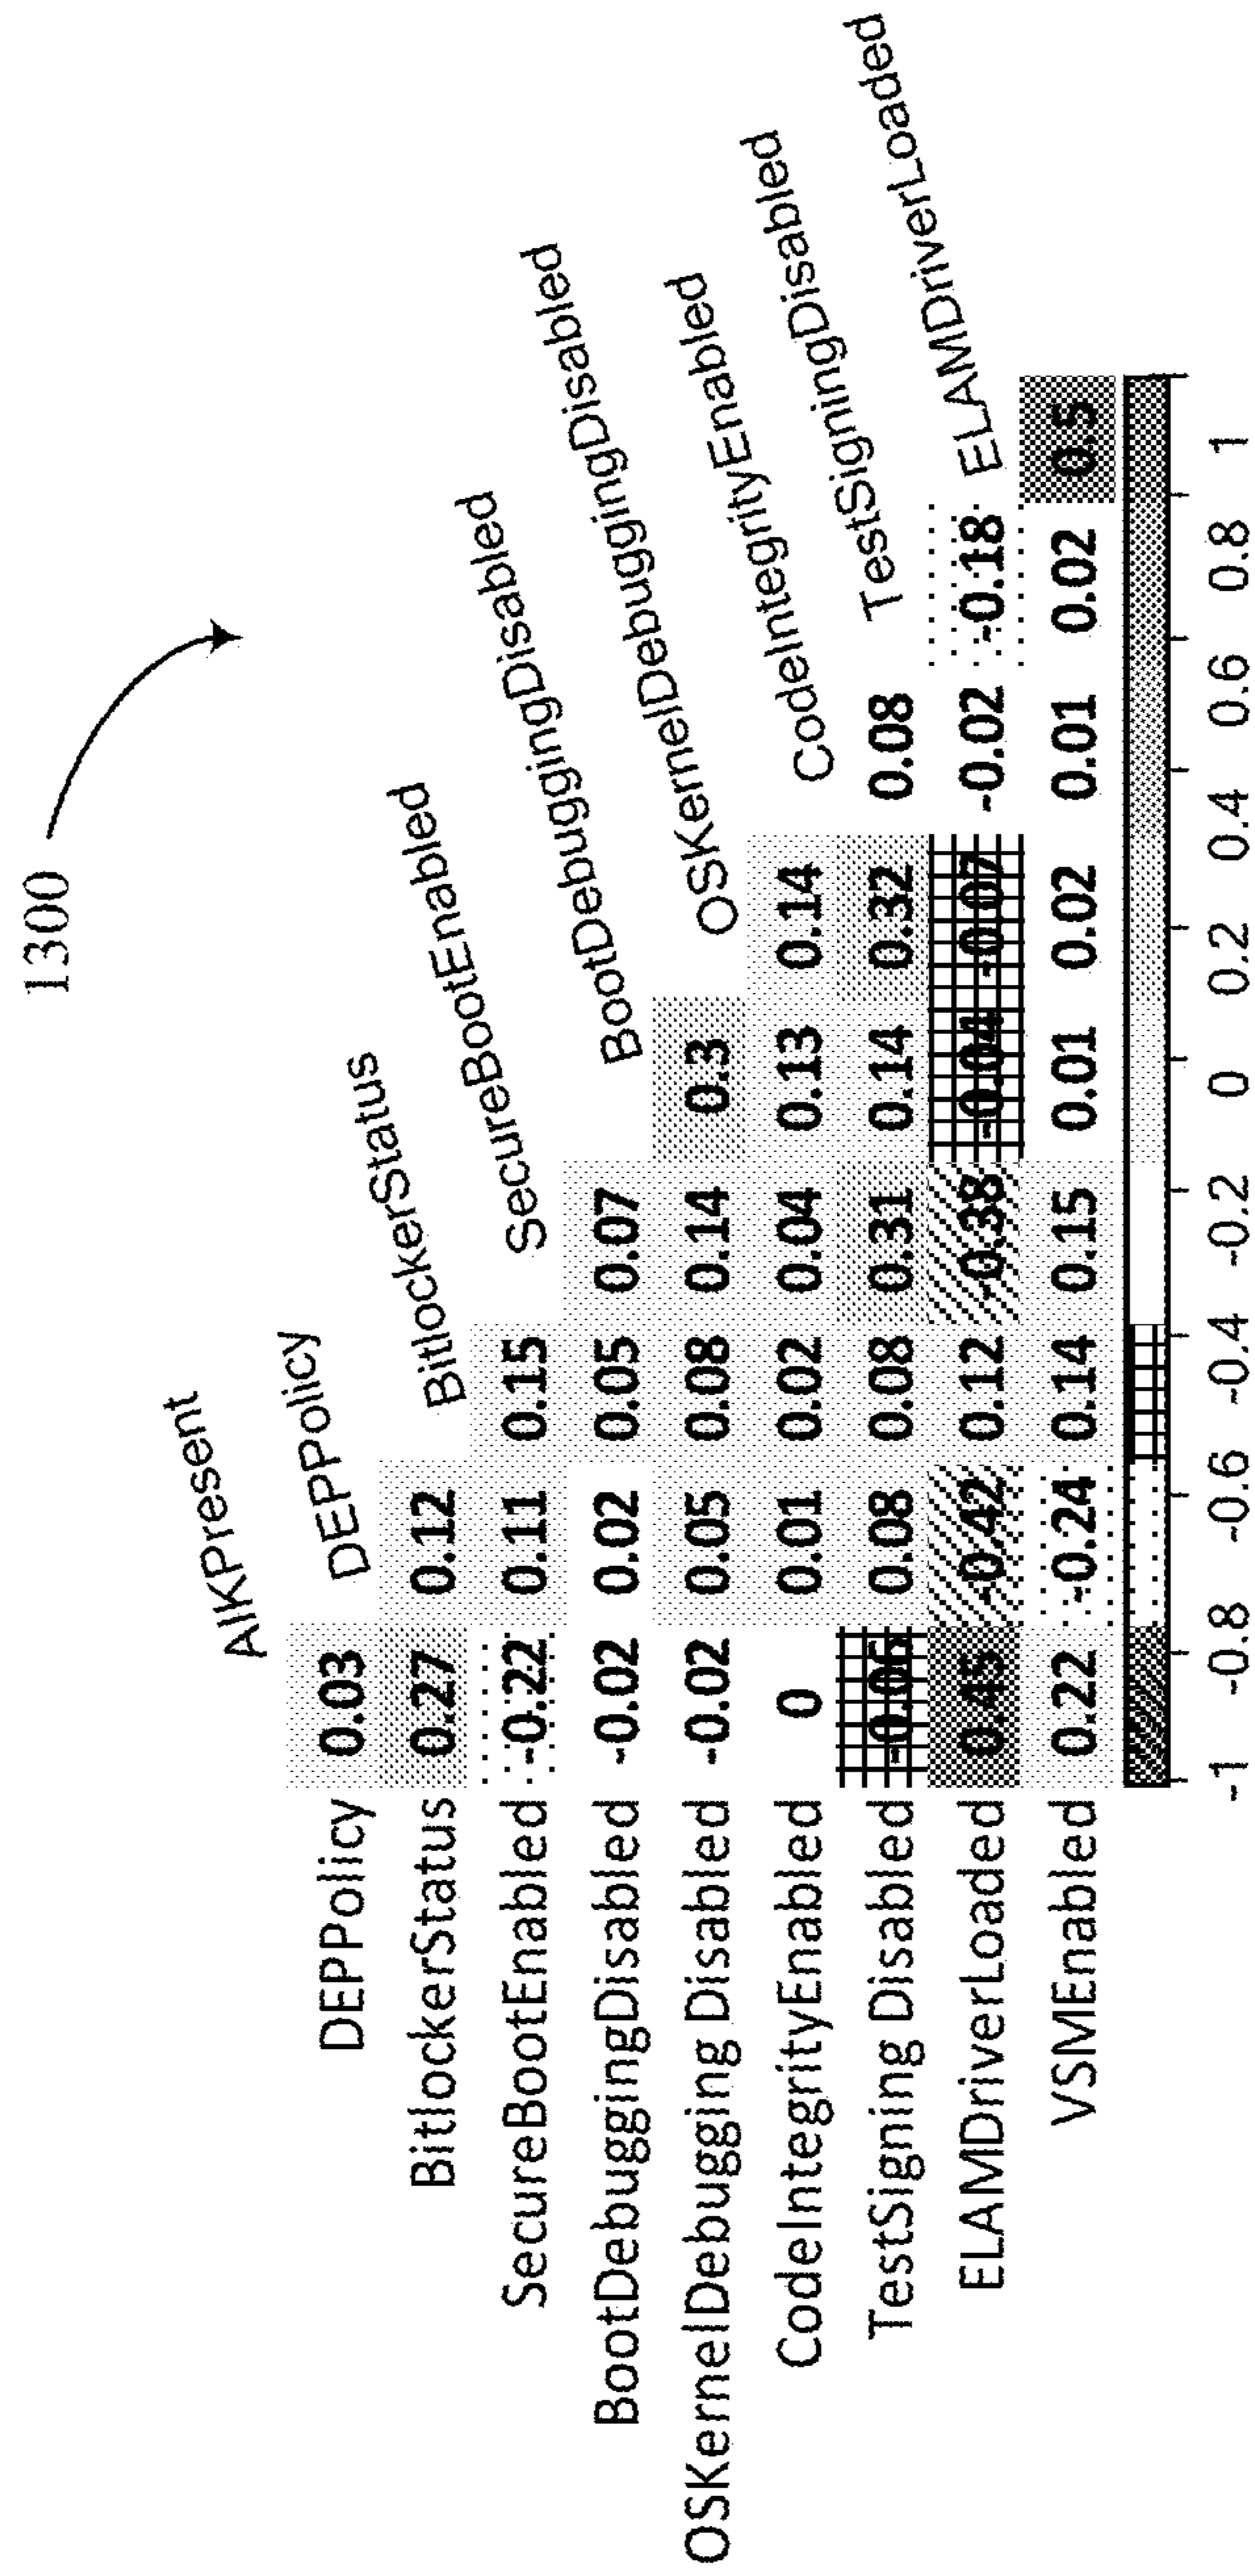 1300
AIKPresent
DEPPolicy 0.03 DEPPolicy
BitlockerStatus 0.27 0.12 BitlockerStatus
SecureBootEnabled -0.22 0.11 0.15 SecureBootEnabled
BootDebuggingDisabled -0.02 0.02 0.05 0.07 BootDebuggingDisabled
OSKernelDebugging Disabled -0.02 0.05 0.08 0.14 0.3 OSKernelDebuggingDisabled
CodeIntegrityEnabled 0 0.01 0.02 0.04 0.13 0.14 CodeIntegrityEnabled
TestSigning Disabled -0.06 0.08 0.08 0.31 0.14 0.32 0.08 TestSigningDisabled
ELAMDriverLoaded 0.45 -0.42 0.12 -0.38 -0.04 -0.07 -0.02 -0.18 ELAMDriverLoaded
VSMEnabled 0.22 -0.24 0.14 0.15 0.01 0.02 0.01 0.02 0.5
-1 -0.8 -0.6 -0.4 -0.2 0 0.2 0.4 0.6 0.8 1